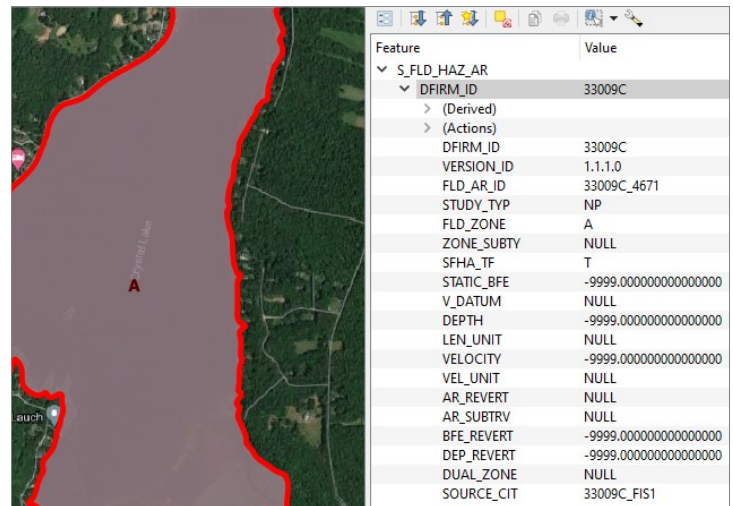 Crystal Lake
A
Lauch
Feature Value
S_FLD_HAZ_AR
DFIRM_ID 33009C
(Derived)
(Actions)
DFIRM_ID 33009C
VERSION_ID 1.1.1.0
FLD_AR_ID 33009C_4671
STUDY_TYP NP
FLD_ZONE A
ZONE_SUBTY NULL
SFHA_TF T
STATIC_BFE -9999.000000000000000
V_DATUM NULL
DEPTH -9999.000000000000000
LEN_UNIT NULL
VELOCITY -9999.000000000000000
VEL_UNIT NULL
AR_REVERT NULL
AR_SUBTRV NULL
BFE_REVERT -9999.000000000000000
DEP_REVERT -9999.000000000000000
DUAL_ZONE NULL
SOURCE_CIT 33009C_FIS1